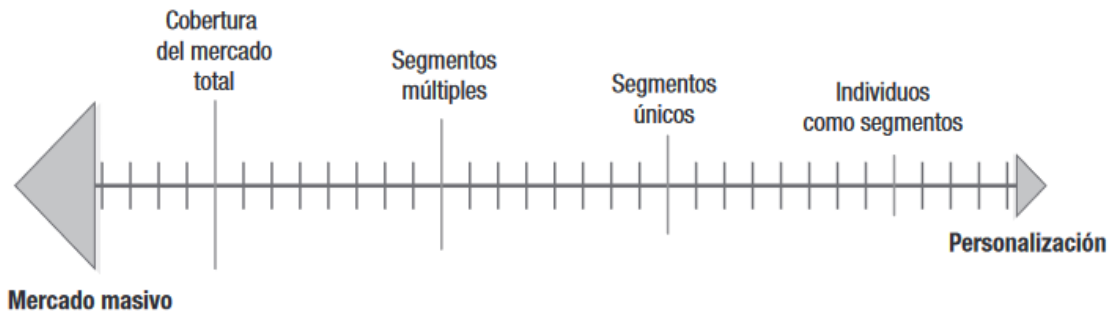 Cobertura
del mercado
total
Segmentos
múltiples
Segmentos
únicos
Individuos
como segmentos
Personalización
Mercado masivo